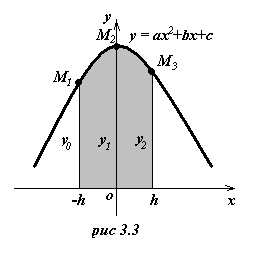 y
M₂
y = ax²+bx+c
M₁
M₃
y₀
y₁
y₂
-h
o
h
x
рис 3.3